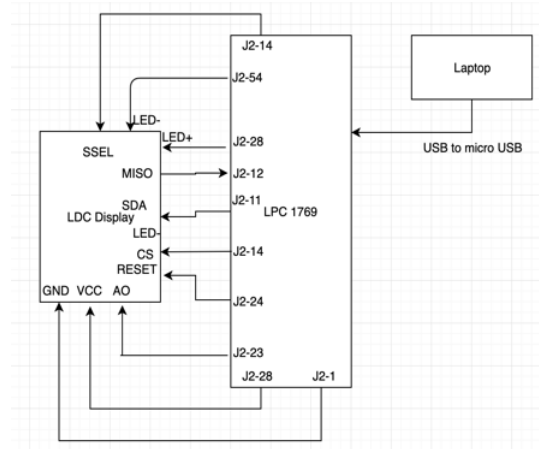 J2-14
J2-54
Laptop
LED-
LED+
J2-28
USB to micro USB
SSEL
MISO
J2-12
J2-11
SDA
LPC 1769
LDC Display
LED-
CS
J2-14
RESET
GND VCC AO
J2-24
J2-23
J2-28
J2-1